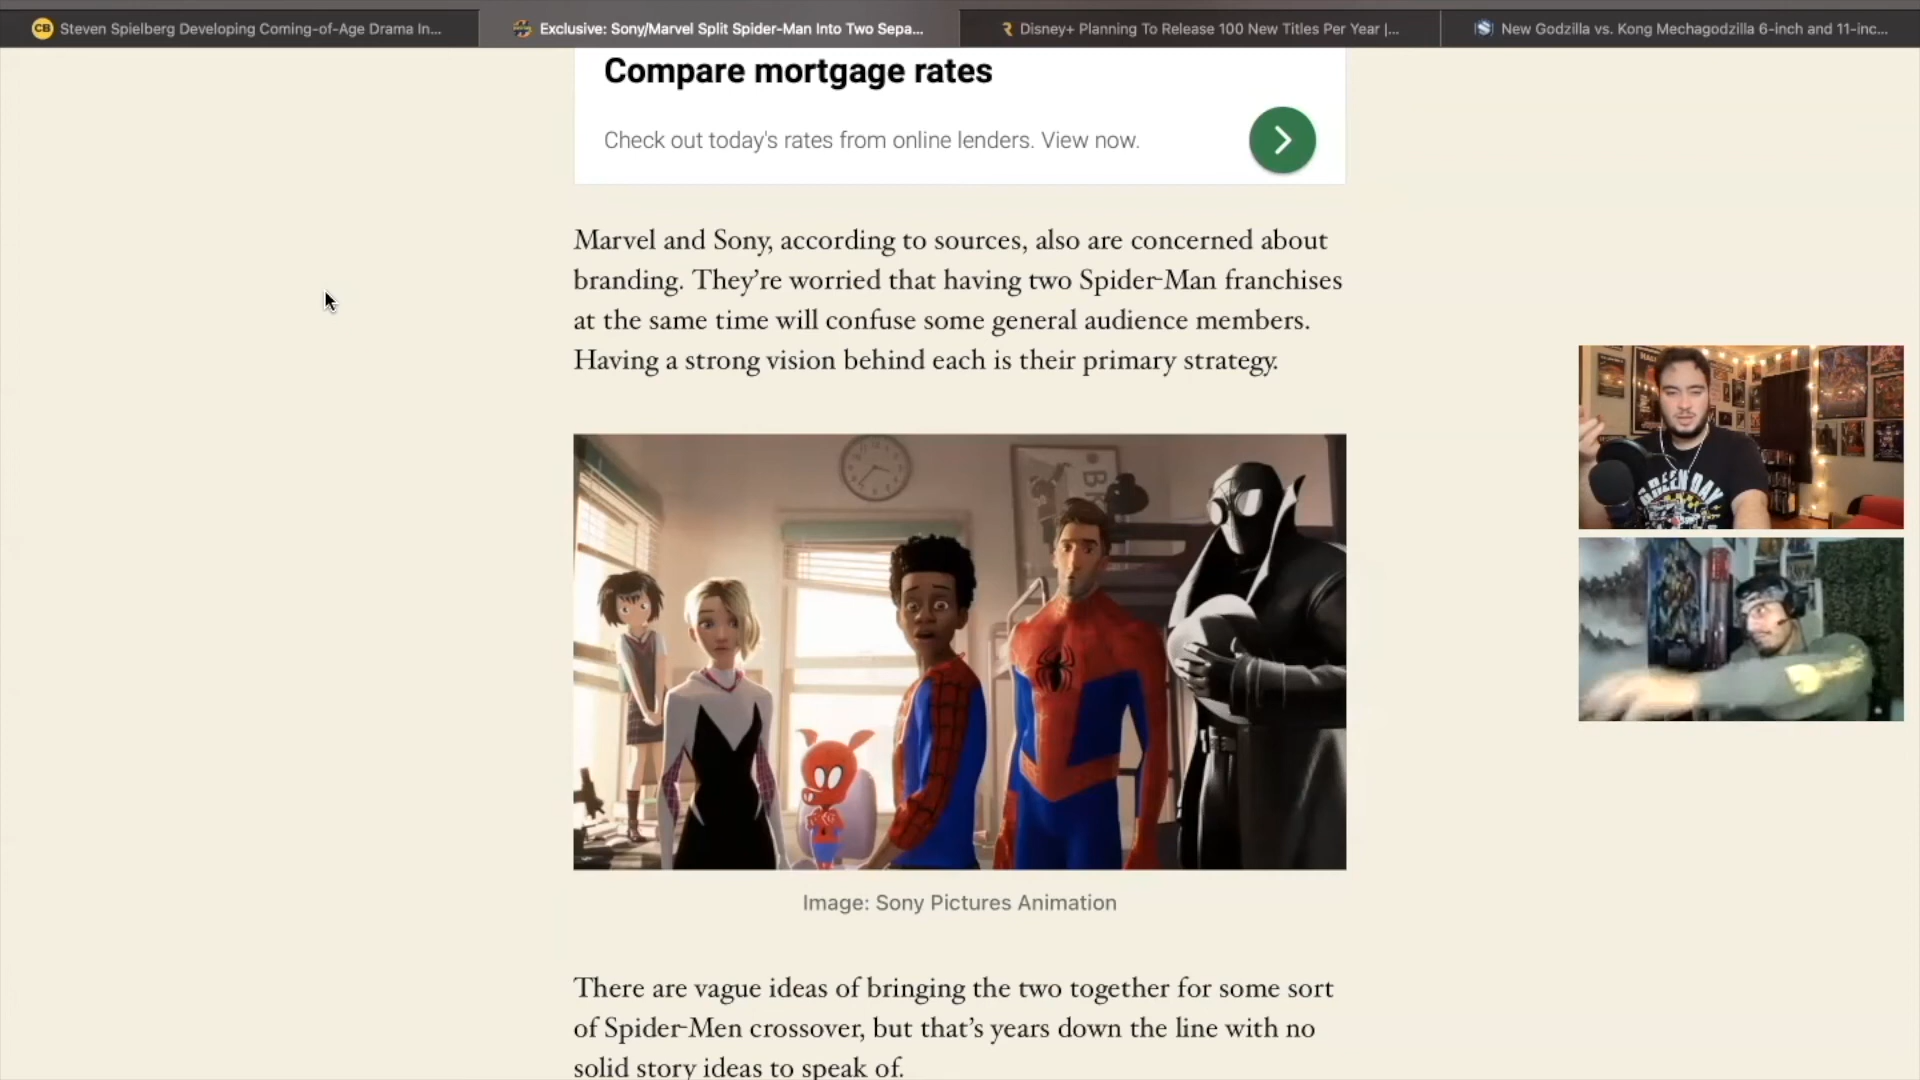 CB Steven Spielberg Developing Coming-of-Age Drama In...
Exclusive: Sony/Marvel Split Spider-Man Into Two Sepa...
Disney+ Planning To Release 100 New Titles Per Year |...
New Godzilla vs. Kong Mechagodzilla 6-inch and 11-inc...
Compare mortgage rates
Check out today's rates from online lenders. View now.
Marvel and Sony, according to sources, also are concerned about
branding. They're worried that having two Spider-Man franchises
at the same time will confuse some general audience members.
Having a strong vision behind each is their primary strategy.
GREEN DAY
Image: Sony Pictures Animation
There are vague ideas of bringing the two together for some sort
of Spider-Men crossover, but that's years down the line with no
solid story ideas to speak of.